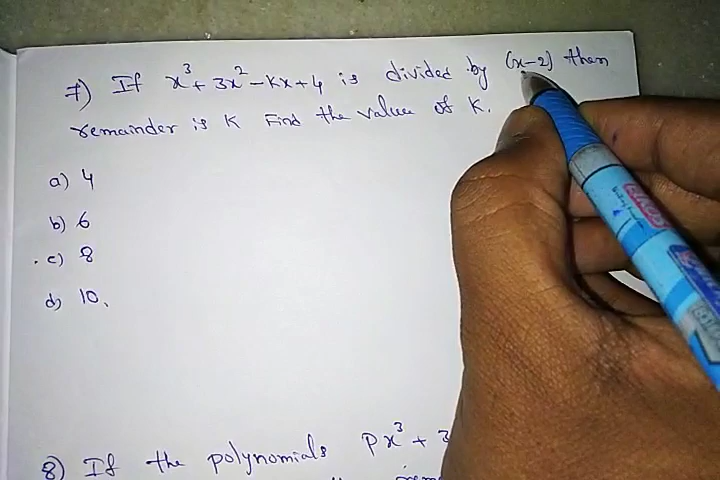 7) If x³ + 3x² - Kx + 4 is divided by (x-2) then
remainder is K Find the value of K.
a) 4
b) 6
c) 8
d) 10.
8) If the polynomials Px³ + 3